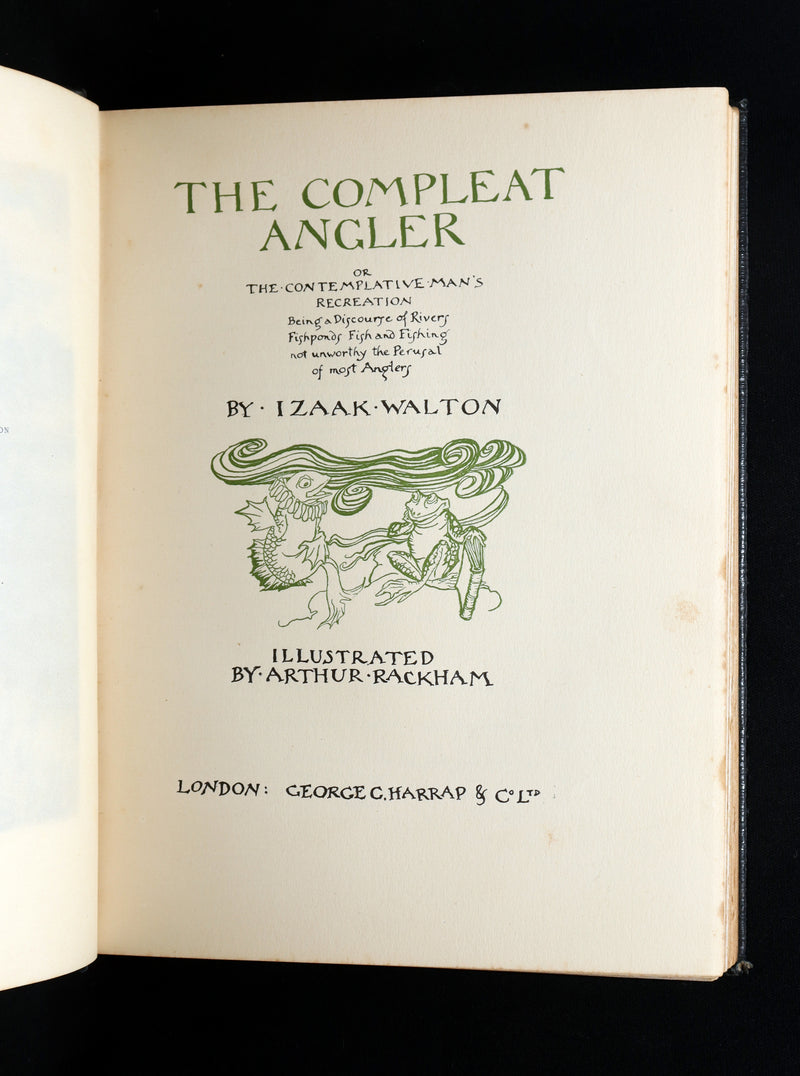 THE COMPLEAT
ANGLER
OR
THE·CONTEMPLATIVE·MAN'S
RECREATION
Being a Discourse of Rivers
Fishponds Fish and Fishing
not unworthy the Perusal
of most Anglers
BY·IZAAK·WALTON
ILLUSTRATED
BY·ARTHUR·RACKHAM
LONDON: GEORGE G. HARRAP & Co LTD